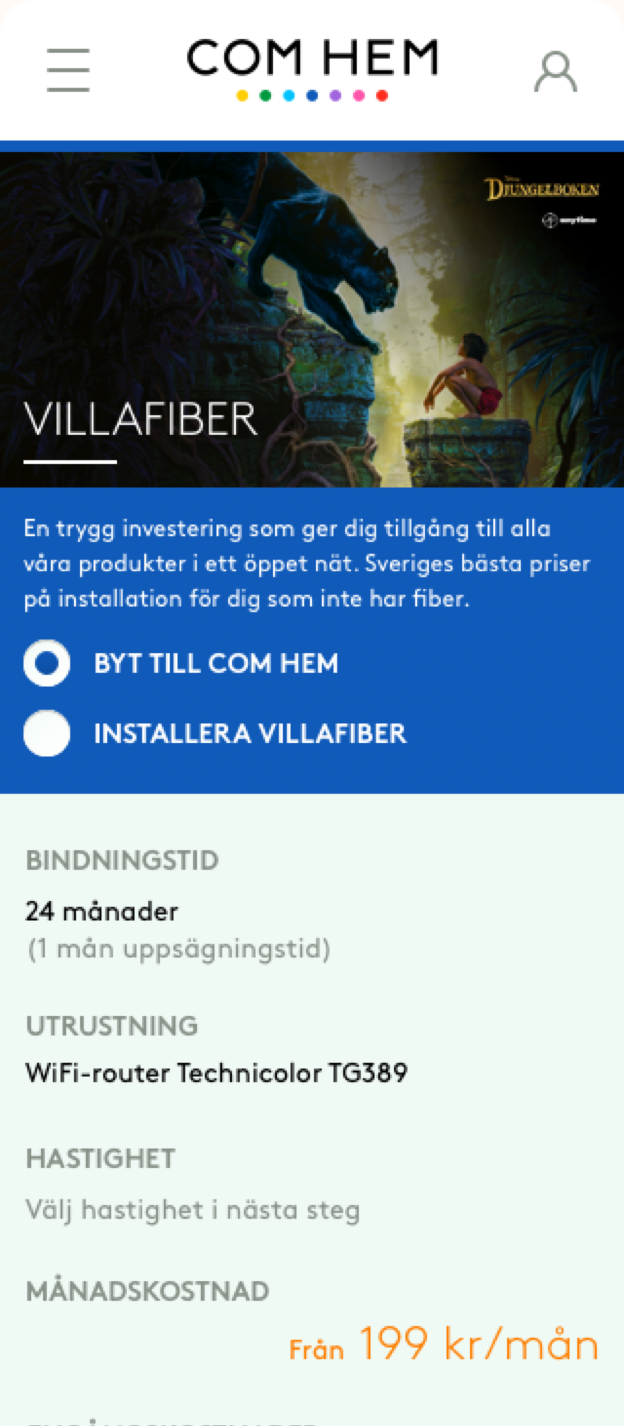 COM HEM
DJUNGELBOKEN
VILLAFIBER
En trygg investering som ger dig tillgång till alla
våra produkter i ett öppet nät. Sveriges bästa priser
på installation för dig som inte har fiber.
BYT TILL COM HEM
INSTALLERA VILLAFIBER
BINDNINGSTID
24 månader
(1 mån uppsägningstid)
UTRUSTNING
WiFi-router Technicolor TG389
HASTIGHET
Välj hastighet i nästa steg
MÅNADSKOSTNAD
Från 199 kr/mån